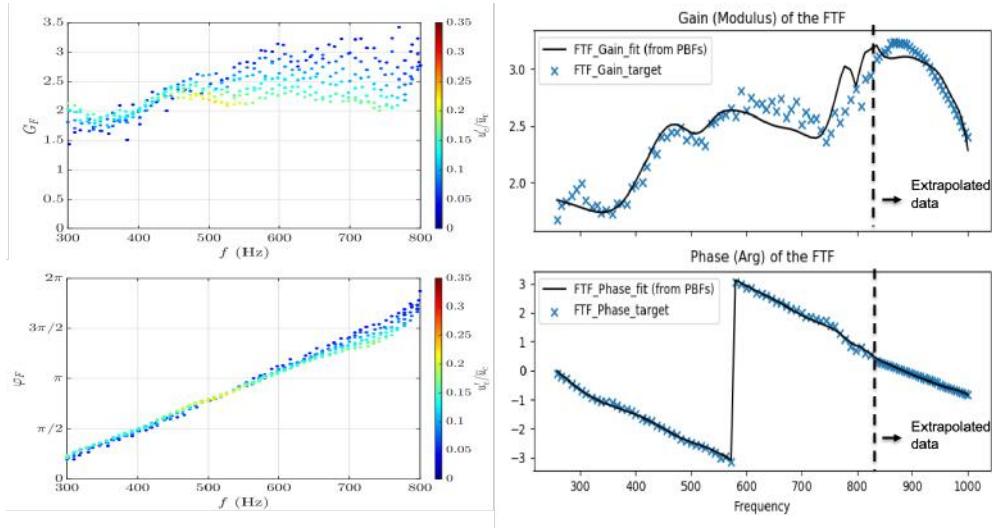 3.5
3
2.5
2
1.5
1
0.5
0
G_F
300 400 500 600 700 800
f (Hz)
0.35
0.3
0.25
0.2
0.15
0.1
0.05
0
u′_c/ū_c
2π
3π/2
π
π/2
0
φ_F
300 400 500 600 700 800
f (Hz)
0.35
0.3
0.25
0.2
0.15
0.1
0.05
0
u′_c/ū_c
Gain (Modulus) of the FTF
FTF_Gain_fit (from PBFs)
FTF_Gain_target
3.0
2.5
2.0
Extrapolated
data
Phase (Arg) of the FTF
FTF_Phase_fit (from PBFs)
FTF_Phase_target
3
2
1
0
-1
-2
-3
Extrapolated
data
300 400 500 600 700 800 900 1000
Frequency